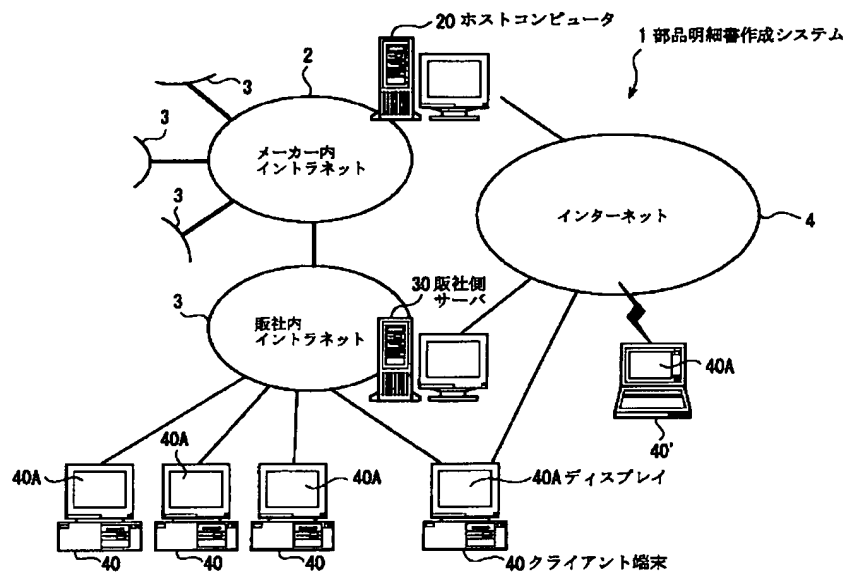 20 ホストコンピュータ
1 部品明細書作成システム
3
2
3
メーカー内
イントラネット
3
インターネット
4
30 販社側
サーバ
3
販社内
イントラネット
40A
40'
40A
40A
40A
40A ディスプレイ
40
40
40
40 クライアント端末